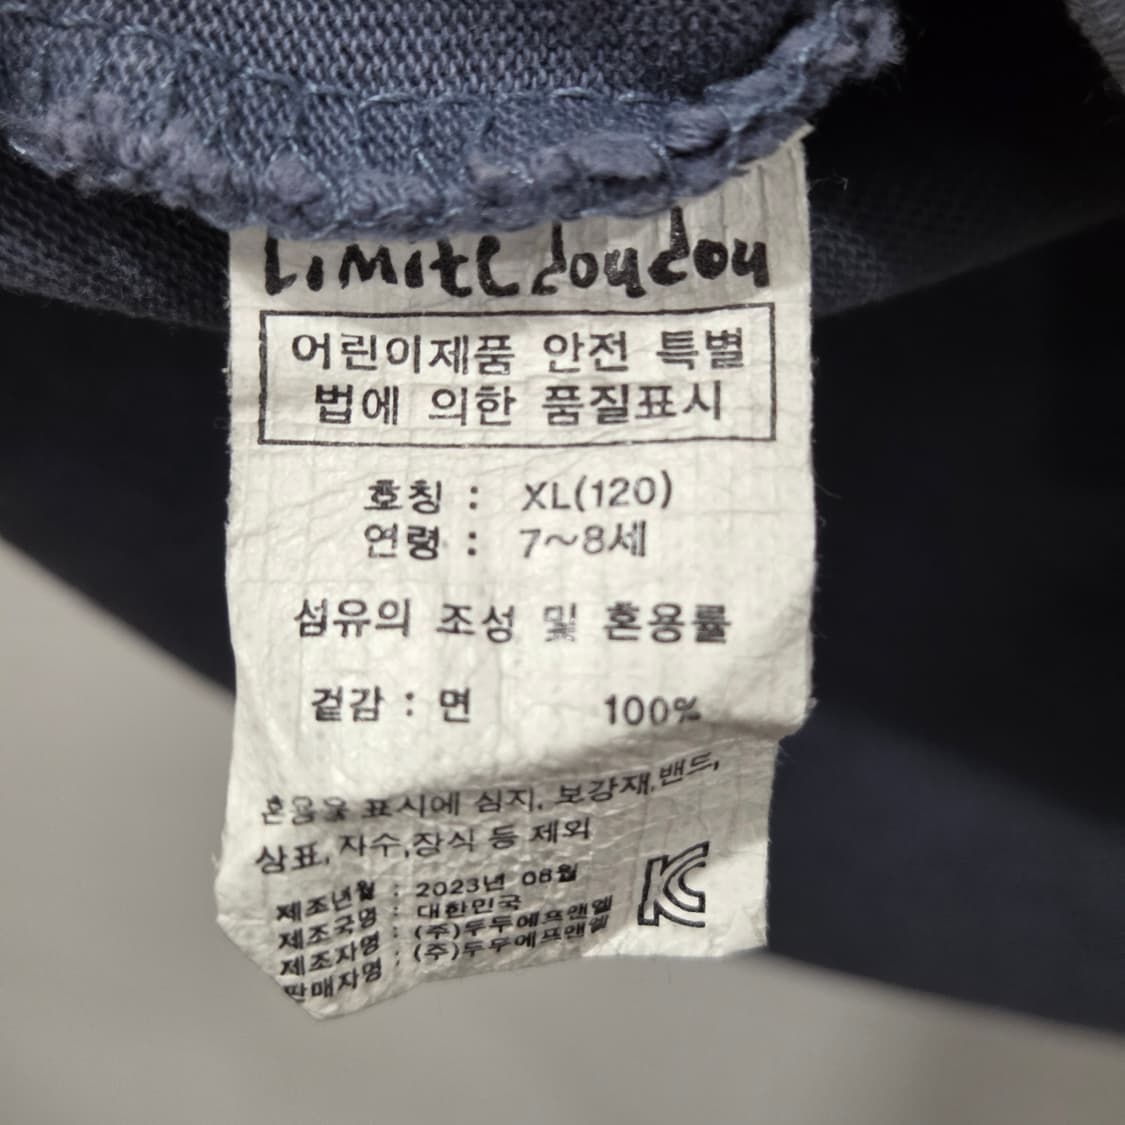 Limite doudou
어린이제품 안전 특별
법에 의한 품질표시
호칭 : XL(120)
연령 : 7~8세
섬유의 조성 및 혼용률
겉감 : 면 100%
혼용율 표시에 심지, 보강재,밴드,
상표,자수,장식 등 제외
제조년월 : 2023년 08월
제조국명 : 대한민국
제조자명 : (주)두두에프앤엘
판매자명 : (주)두두에프앤엘
KC